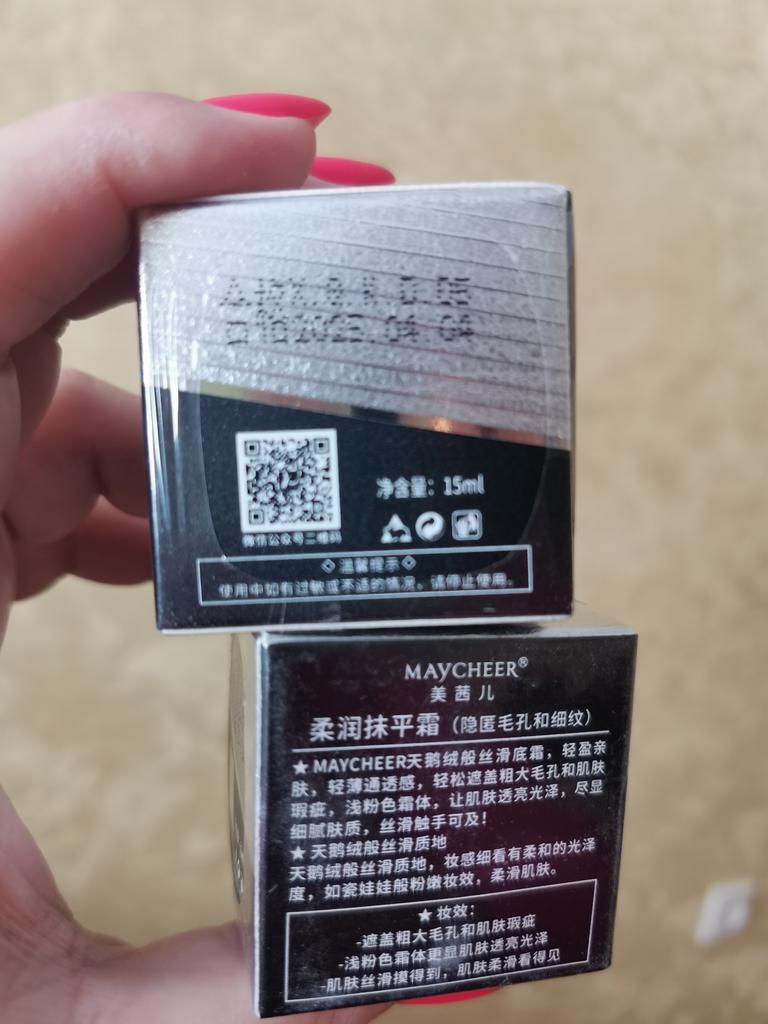 2023.04.04
净含量：15ml
微信公众号二维码
◇ 温馨提示 ◇
使用中如有过敏或不适的情况，请停止使用。
MAYCHEER®
美茜儿
柔润抹平霜（隐匿毛孔和细纹）
★ MAYCHEER天鹅绒般丝滑底霜，轻盈亲
肤，轻薄通透感，轻松遮盖粗大毛孔和肌肤
瑕疵，浅粉色霜体，让肌肤透亮光泽，尽显
细腻肤质，丝滑触手可及！
★ 天鹅绒般丝滑质地
天鹅绒般丝滑质地，妆感细看有柔和的光泽
度，如瓷娃娃般粉嫩妆效，柔滑肌肤。
★ 妆效：
-遮盖粗大毛孔和肌肤瑕疵
-浅粉色霜体更显肌肤透亮光泽
-肌肤丝滑摸得到，肌肤柔滑看得见